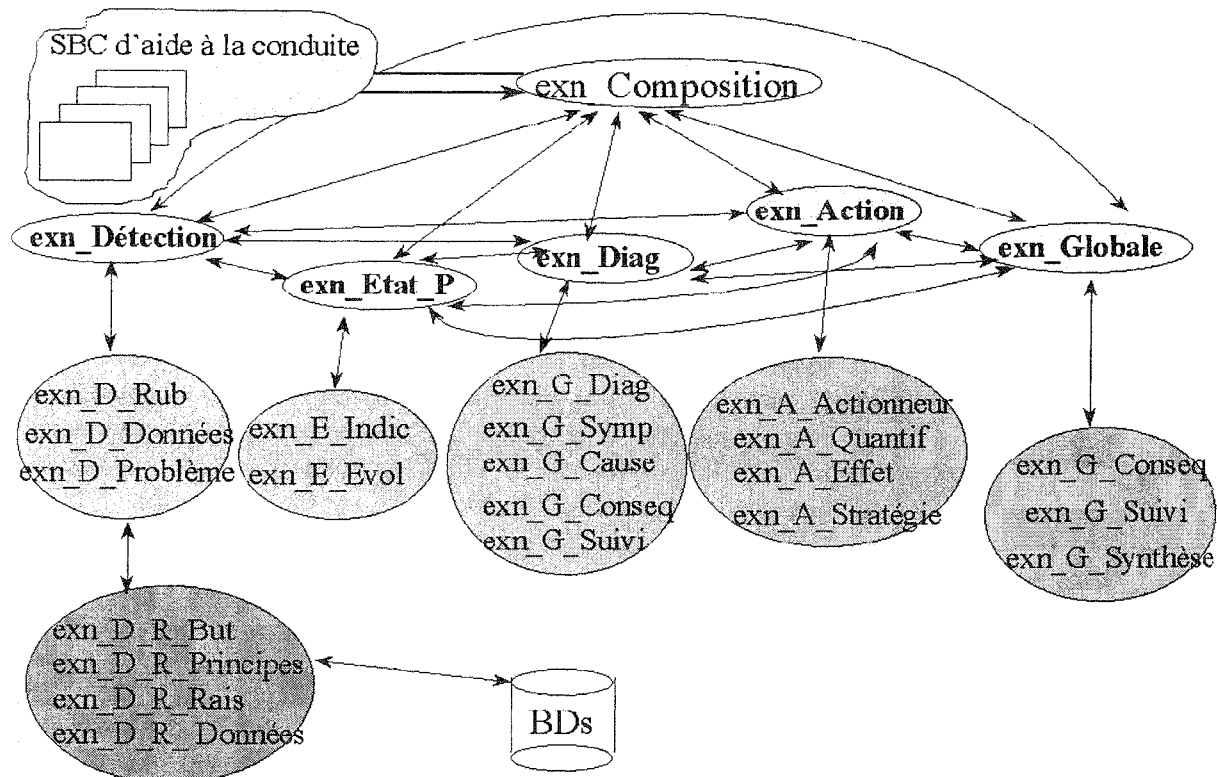 SBC d'aide à la conduite
exn_Composition
exn_Détection
exn_Etat_P
exn_Diag
exn_Action
exn_Globale
exn_D_Rub
exn_D_Données
exn_D_Problème
exn_E_Indic
exn_E_Evol
exn_G_Diag
exn_G_Symp
exn_G_Cause
exn_G_Conseq
exn_G_Suivi
exn_A_Actionneur
exn_A_Quantif
exn_A_Effet
exn_A_Stratégie
exn_G_Conseq
exn_G_Suivi
exn_G_Synthèse
exn_D_R_But
exn_D_R_Principes
exn_D_R_Rais
exn_D_R_Données
BDs